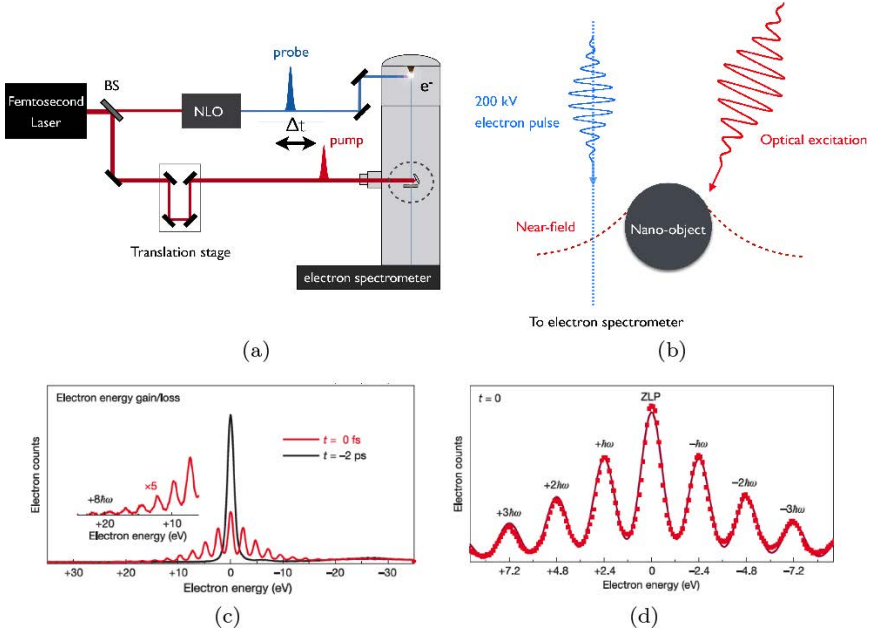 BS
probe
Femtosecond
Laser
NLO
e-
Δt
pump
Translation stage
electron spectrometer
(a)
200 kV
electron pulse
Optical excitation
Near-field
Nano-object
To electron spectrometer
(b)
Electron energy gain/loss
t = 0 fs
t = −2 ps
×5
+8ℏω
+20 +10
Electron energy (eV)
Electron counts
+30 +20 +10 0 −10 −20 −30
Electron energy (eV)
(c)
t = 0
ZLP
+ℏω −ℏω
+2ℏω −2ℏω
+3ℏω −3ℏω
Electron counts
+7.2 +4.8 +2.4 0 −2.4 −4.8 −7.2
Electron energy (eV)
(d)